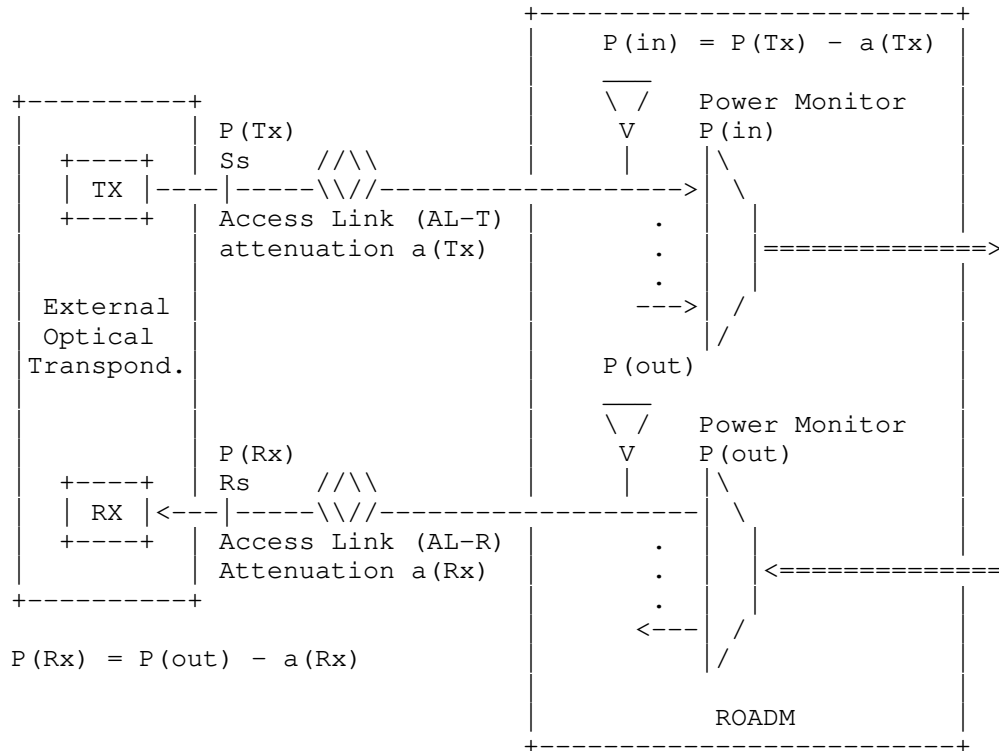 P(in) = P(Tx) - a(Tx)
Power Monitor
P(Tx) P(in)
Ss
TX
Access Link (AL-T)
attenuation a(Tx)
External
Optical
Transpond.
P(out)
Power Monitor
P(Rx) P(out)
Rs
RX
Access Link (AL-R)
Attenuation a(Rx)
P(Rx) = P(out) - a(Rx)
ROADM